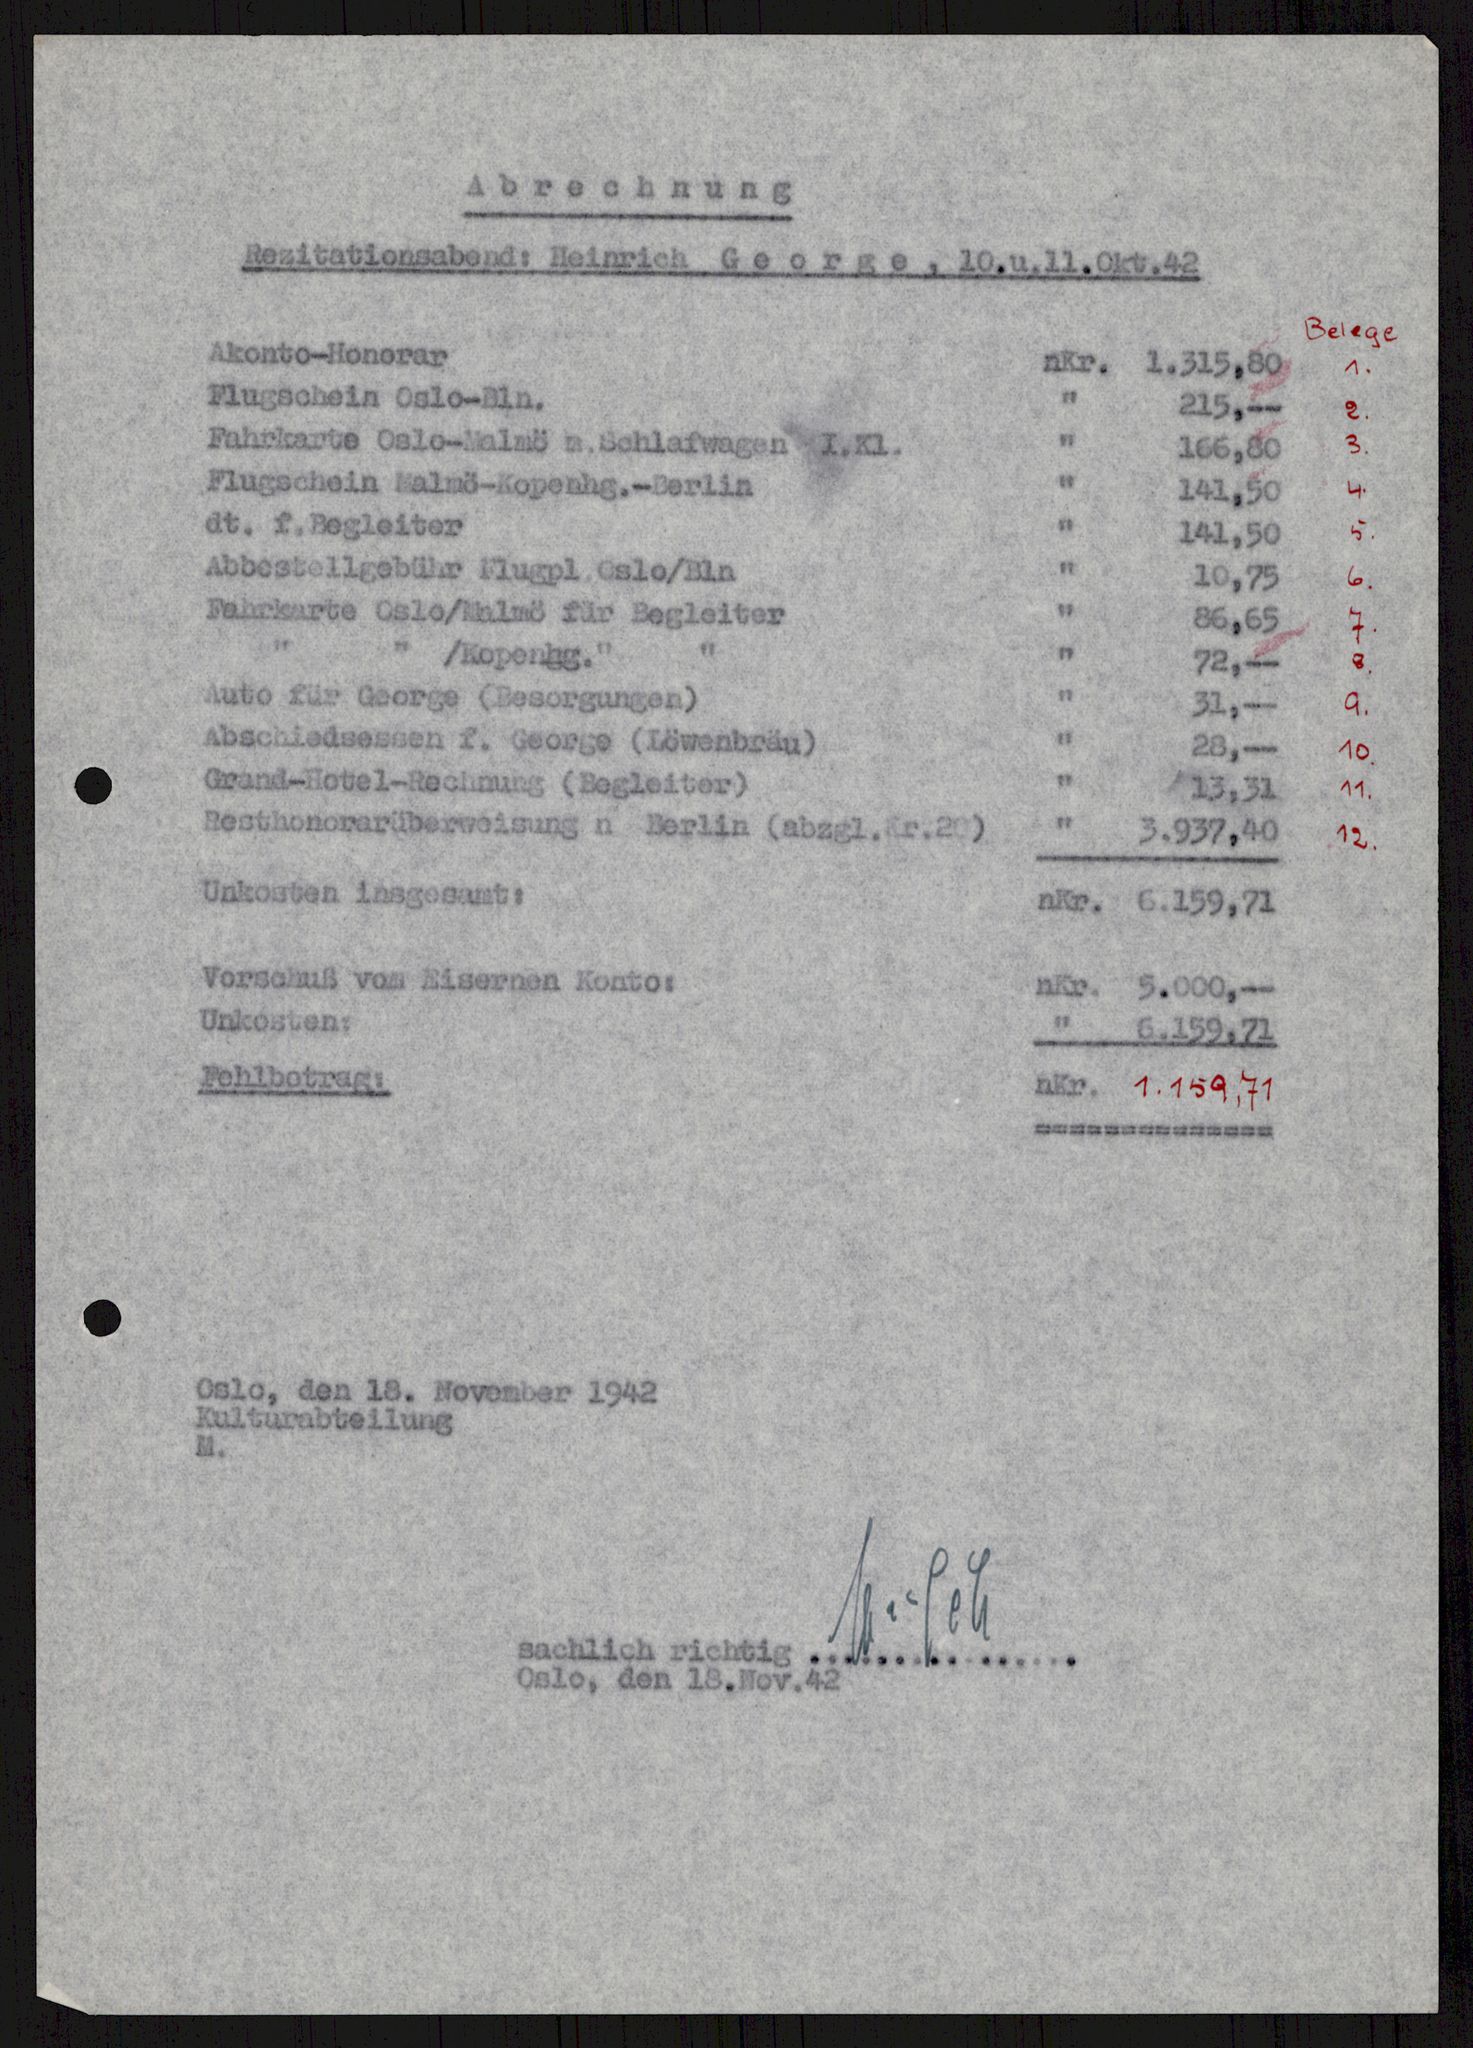 Abrechnung
Rezitationsabend: Heinrich George, 10.u.11.Okt.42
Belege
Akonto-Honorar nKr. 1.315,80 1.
Flugschein Oslo-Bln. " 215,-- 2.
Fahrkarte Oslo-Malmö m.Schlafwagen I.Kl. " 166,80 3.
Flugschein Malmö-Kopenhg.-Berlin " 141,50 4.
dt. f.Begleiter " 141,50 5.
Abbestellgebühr Flugpl.Oslo/Bln " 10,75 6.
Fahrkarte Oslo/Malmö für Begleiter " 86,65 7.
" " /Kopenhg." " " 72,-- 8.
Auto für George (Besorgungen) " 31,-- 9.
Abschiedsessen f. George (Löwenbräu) " 28,-- 10.
Grand-Hotel-Rechnung (Begleiter) " 13,31 11.
Resthonorarüberweisung n Berlin (abzgl.Kr.20) " 3.937,40 12.
Unkosten insgesamt: nKr. 6.159,71
Vorschuß vom Eisernen Konto: nKr. 5.000,--
Unkosten: " 6.159,71
Fehlbetrag: nKr. 1.159,71
==============
Oslo, den 18. November 1942
Kulturabteilung
M.
sachlich richtig ................
Oslo, den 18.Nov.42